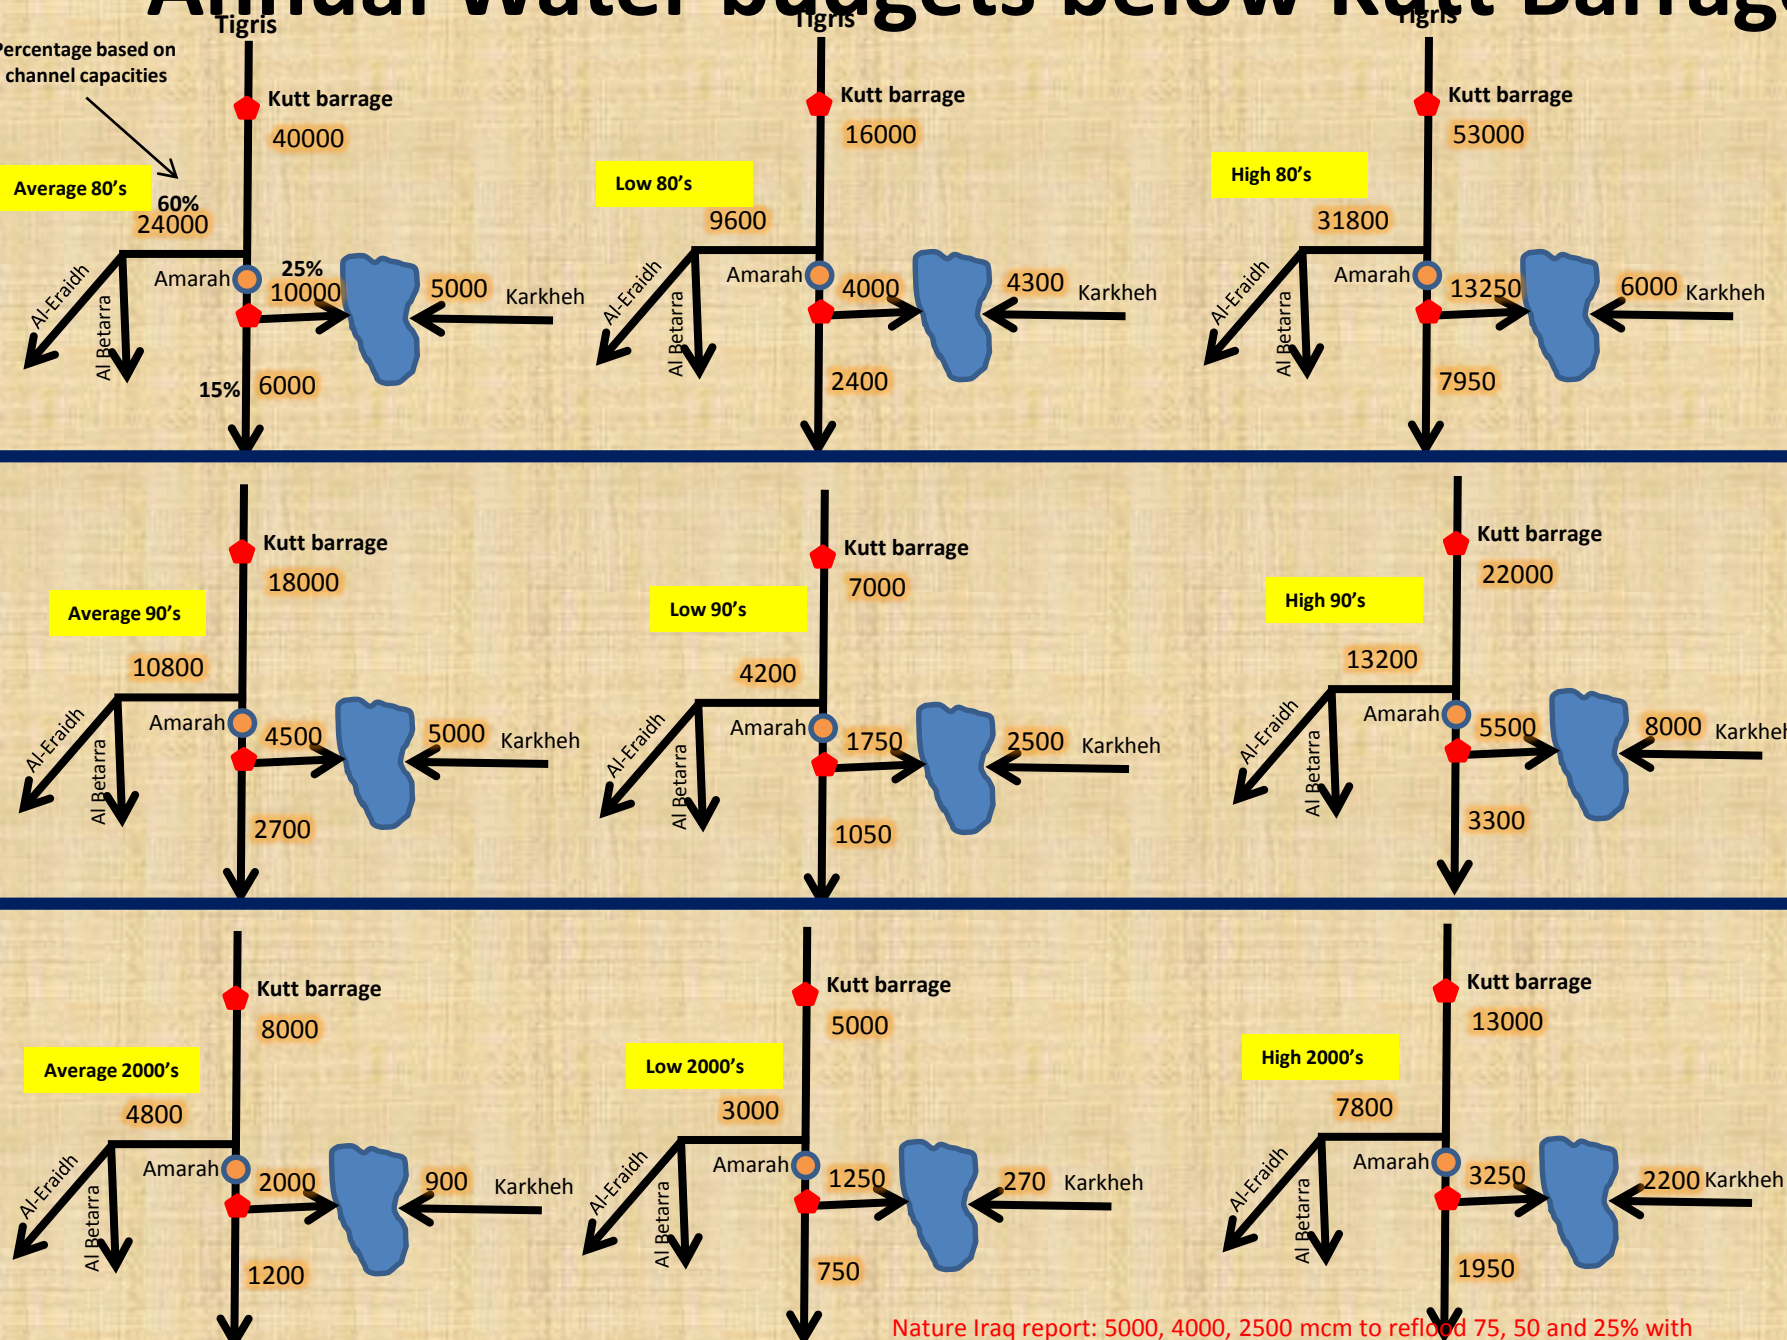 Annual Water budgets below Kutt Barrage
Tigris
Tigris
Tigris
Percentage based on
channel capacities
Kutt barrage
40000
Average 80's
60%
24000
Al-Eraidh
Al Betarra
Amarah
25%
10000
5000
Karkheh
15%
6000
Kutt barrage
16000
Low 80's
9600
Al-Eraidh
Al Betarra
Amarah
4000
4300
Karkheh
2400
Kutt barrage
53000
High 80's
31800
Al-Eraidh
Al Betarra
Amarah
13250
6000
Karkheh
7950
Kutt barrage
18000
Average 90's
10800
Al-Eraidh
Al Betarra
Amarah
4500
5000
Karkheh
2700
Kutt barrage
7000
Low 90's
4200
Al-Eraidh
Al Betarra
Amarah
1750
2500
Karkheh
1050
Kutt barrage
22000
High 90's
13200
Al-Eraidh
Al Betarra
Amarah
5500
8000
Karkheh
3300
Kutt barrage
8000
Average 2000's
4800
Al-Eraidh
Al Betarra
Amarah
2000
900
Karkheh
1200
Kutt barrage
5000
Low 2000's
3000
Al-Eraidh
Al Betarra
Amarah
1250
270
Karkheh
750
Kutt barrage
13000
High 2000's
7800
Al-Eraidh
Al Betarra
Amarah
3250
2200
Karkheh
1950
Nature Iraq report: 5000, 4000, 2500 mcm to reflood 75, 50 and 25% with